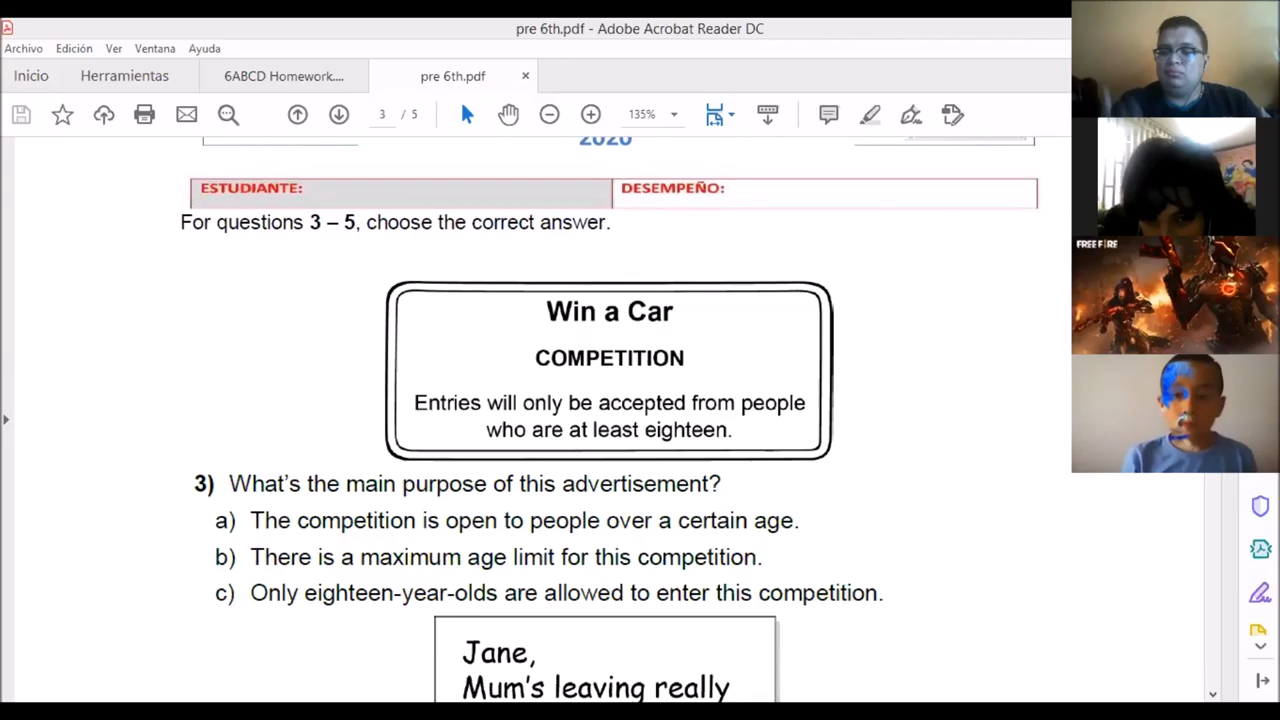 pre 6th.pdf - Adobe Acrobat Reader DC
Archivo Edición Ver Ventana Ayuda
Inicio Herramientas 6ABCD Homework.... pre 6th.pdf ×
3 / 5 135%
2020
ESTUDIANTE: DESEMPEÑO:
For questions 3 – 5, choose the correct answer.
Win a Car
COMPETITION
Entries will only be accepted from people
who are at least eighteen.
3) What's the main purpose of this advertisement?
a) The competition is open to people over a certain age.
b) There is a maximum age limit for this competition.
c) Only eighteen-year-olds are allowed to enter this competition.
Jane,
Mum's leaving really
FREE FIRE